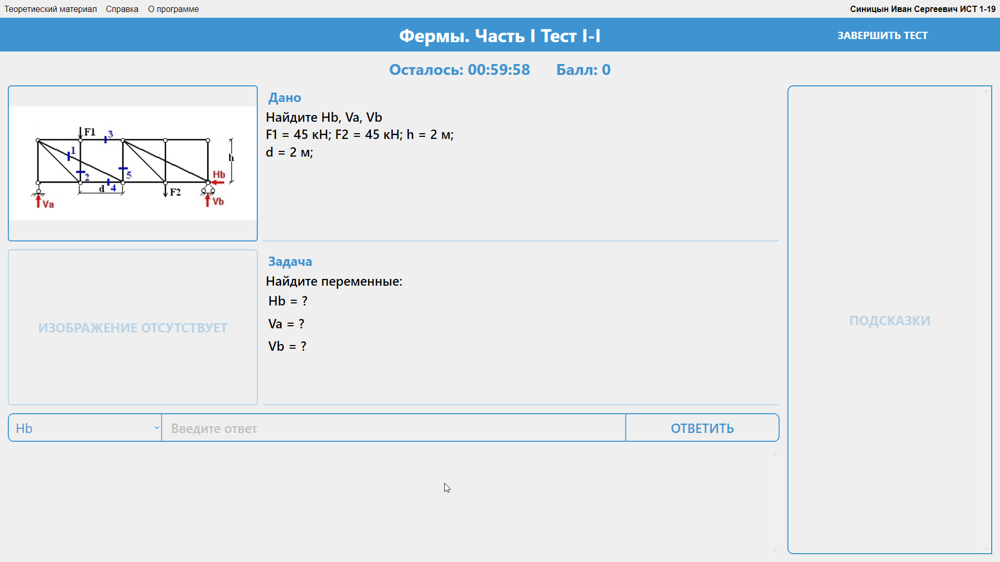 Теоретиеский материал Справка О программе Синицын Иван Сергеевич ИСТ 1-19
Фермы. Часть I Тест I-I ЗАВЕРШИТЬ ТЕСТ
Осталось: 00:59:58 Балл: 0
F1
3
1
h
2
5
Hb
d
4
F2
Va
Vb
Дано
Найдите Hb, Va, Vb
F1 = 45 кН; F2 = 45 кН; h = 2 м;
d = 2 м;
ИЗОБРАЖЕНИЕ ОТСУТСТВУЕТ
Задача
Найдите переменные:
Hb = ?
Va = ?
Vb = ?
ПОДСКАЗКИ
Hb Введите ответ ОТВЕТИТЬ